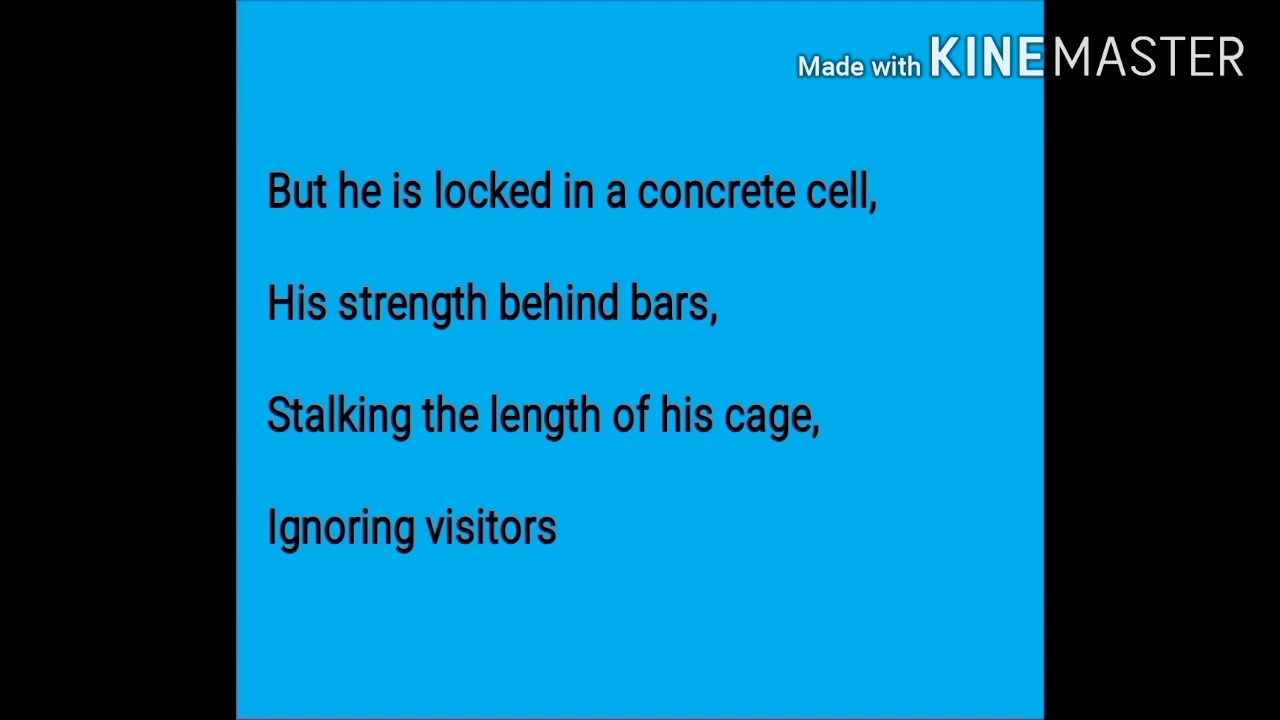 Made with KINEMASTER
But he is locked in a concrete cell,
His strength behind bars,
Stalking the length of his cage,
Ignoring visitors